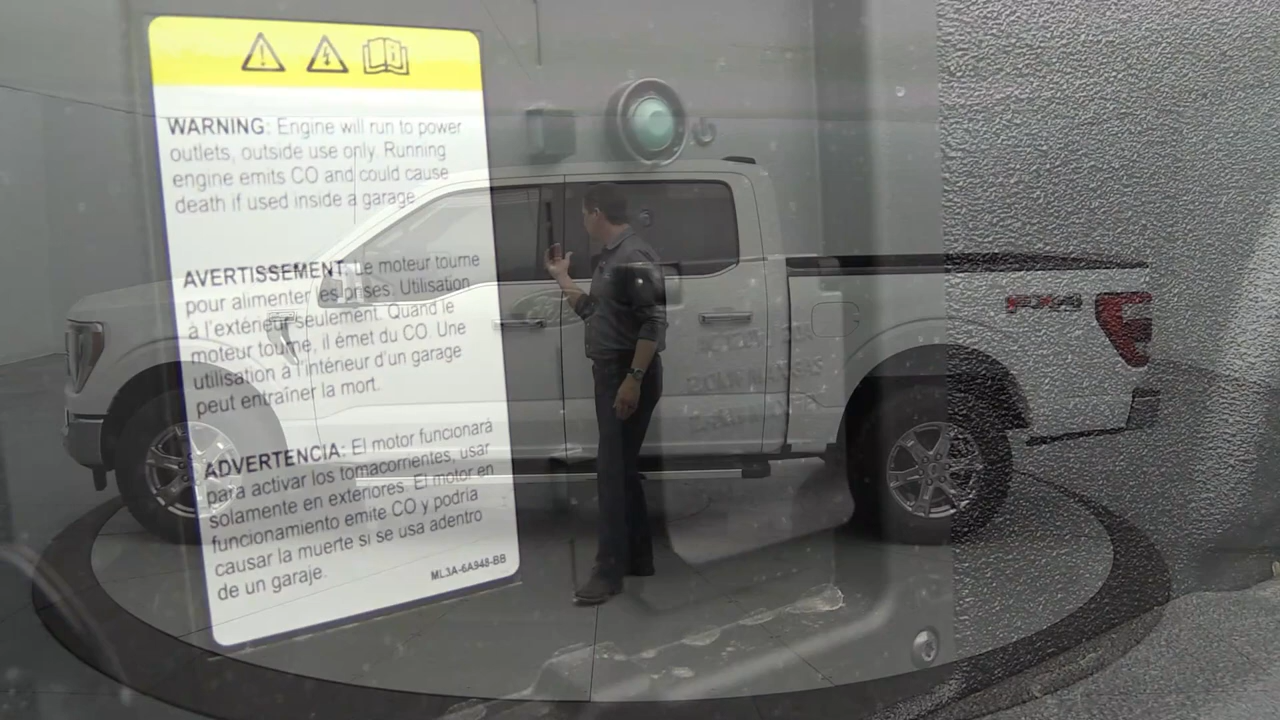 WARNING: Engine will run to power
outlets, outside use only. Running
engine emits CO and could cause
death if used inside a garage.
AVERTISSEMENT: Le moteur tourne
pour alimenter les prises. Utilisation
à l'extérieur seulement. Quand le
moteur tourne, il émet du CO. Une
utilisation à l'intérieur d'un garage
peut entraîner la mort.
ADVERTENCIA: El motor funcionará
para activar los tomacorrientes, usar
solamente en exteriores. El motor en
funcionamiento emite CO y podría
causar la muerte si se usa adentro
de un garaje.
ML3A-6A948-BB
FX4